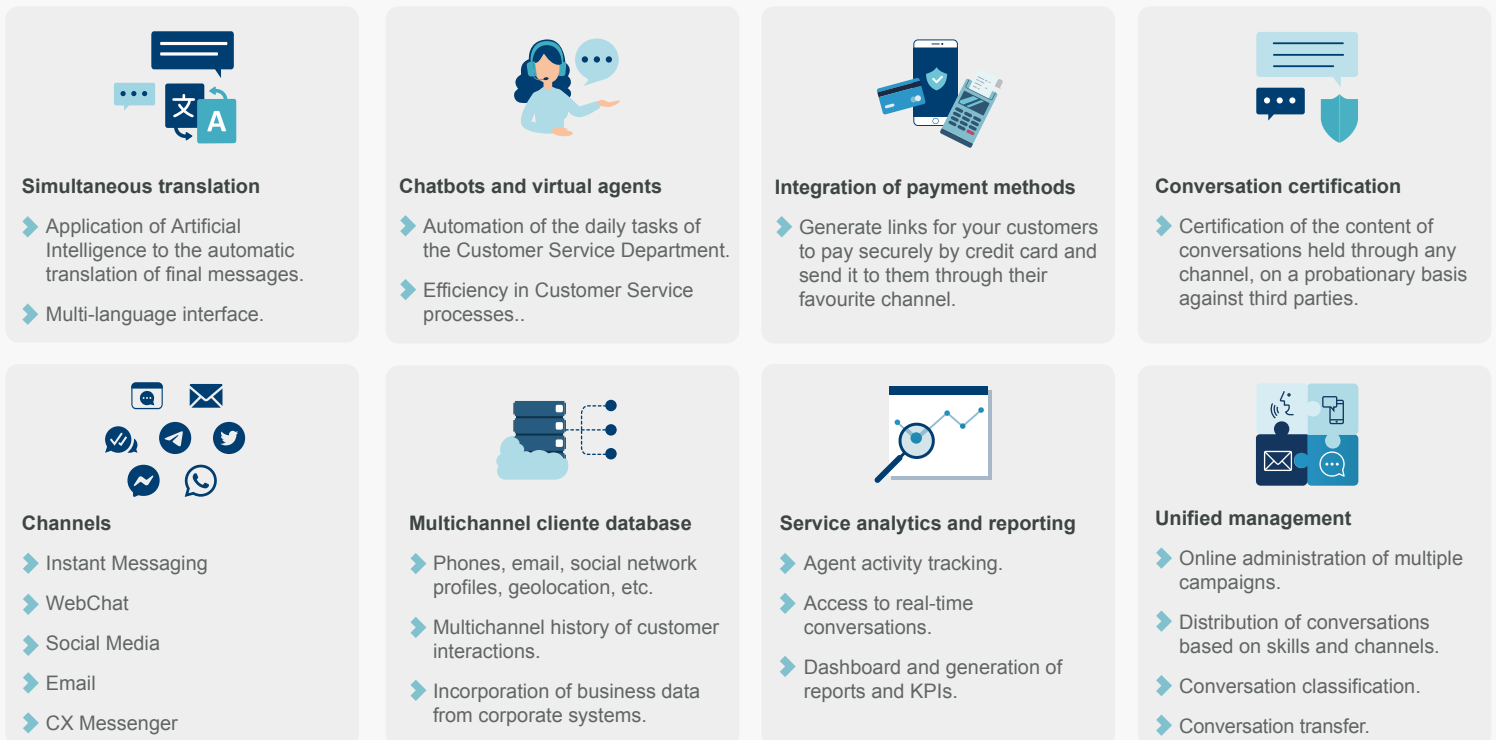 文
A
Simultaneous translation
Application of Artificial
Intelligence to the automatic
translation of final messages.
Multi-language interface.
Chatbots and virtual agents
Automation of the daily tasks of
the Customer Service Department.
Efficiency in Customer Service
processes..
Integration of payment methods
Generate links for your customers
to pay securely by credit card and
send it to them through their
favourite channel.
Conversation certification
Certification of the content of
conversations held through any
channel, on a probationary basis
against third parties.
Channels
Instant Messaging
WebChat
Social Media
Email
CX Messenger
Multichannel cliente database
Phones, email, social network
profiles, geolocation, etc.
Multichannel history of customer
interactions.
Incorporation of business data
from corporate systems.
Service analytics and reporting
Agent activity tracking.
Access to real-time
conversations.
Dashboard and generation of
reports and KPIs.
Unified management
Online administration of multiple
campaigns.
Distribution of conversations
based on skills and channels.
Conversation classification.
Conversation transfer.